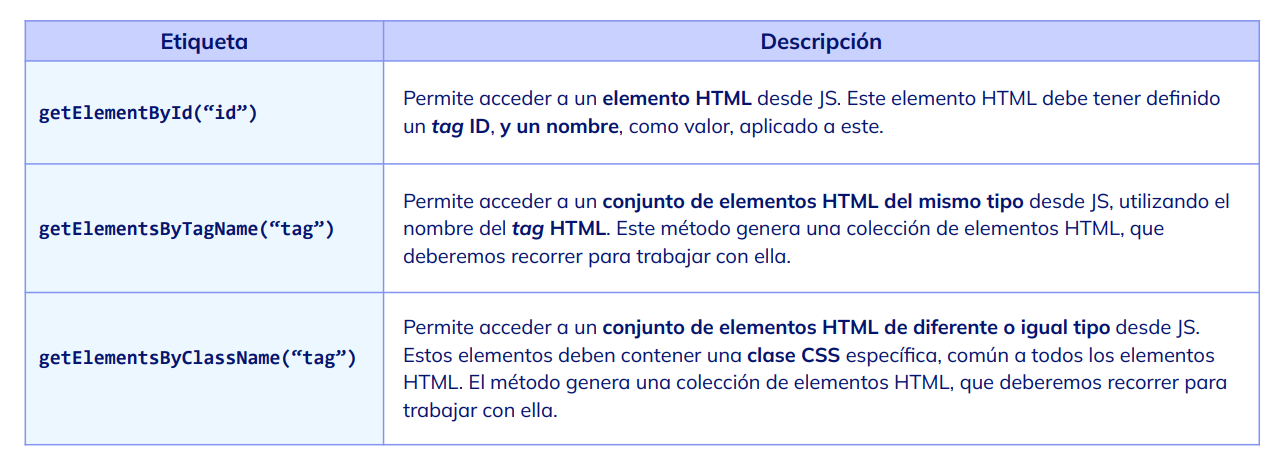 Etiqueta
Descripción
getElementById(“id”)
Permite acceder a un elemento HTML desde JS. Este elemento HTML debe tener definido
un tag ID, y un nombre, como valor, aplicado a este.
getElementsByTagName(“tag”)
Permite acceder a un conjunto de elementos HTML del mismo tipo desde JS, utilizando el
nombre del tag HTML. Este método genera una colección de elementos HTML, que
deberemos recorrer para trabajar con ella.
getElementsByClassName(“tag”)
Permite acceder a un conjunto de elementos HTML de diferente o igual tipo desde JS.
Estos elementos deben contener una clase CSS específica, común a todos los elementos
HTML. El método genera una colección de elementos HTML, que deberemos recorrer para
trabajar con ella.